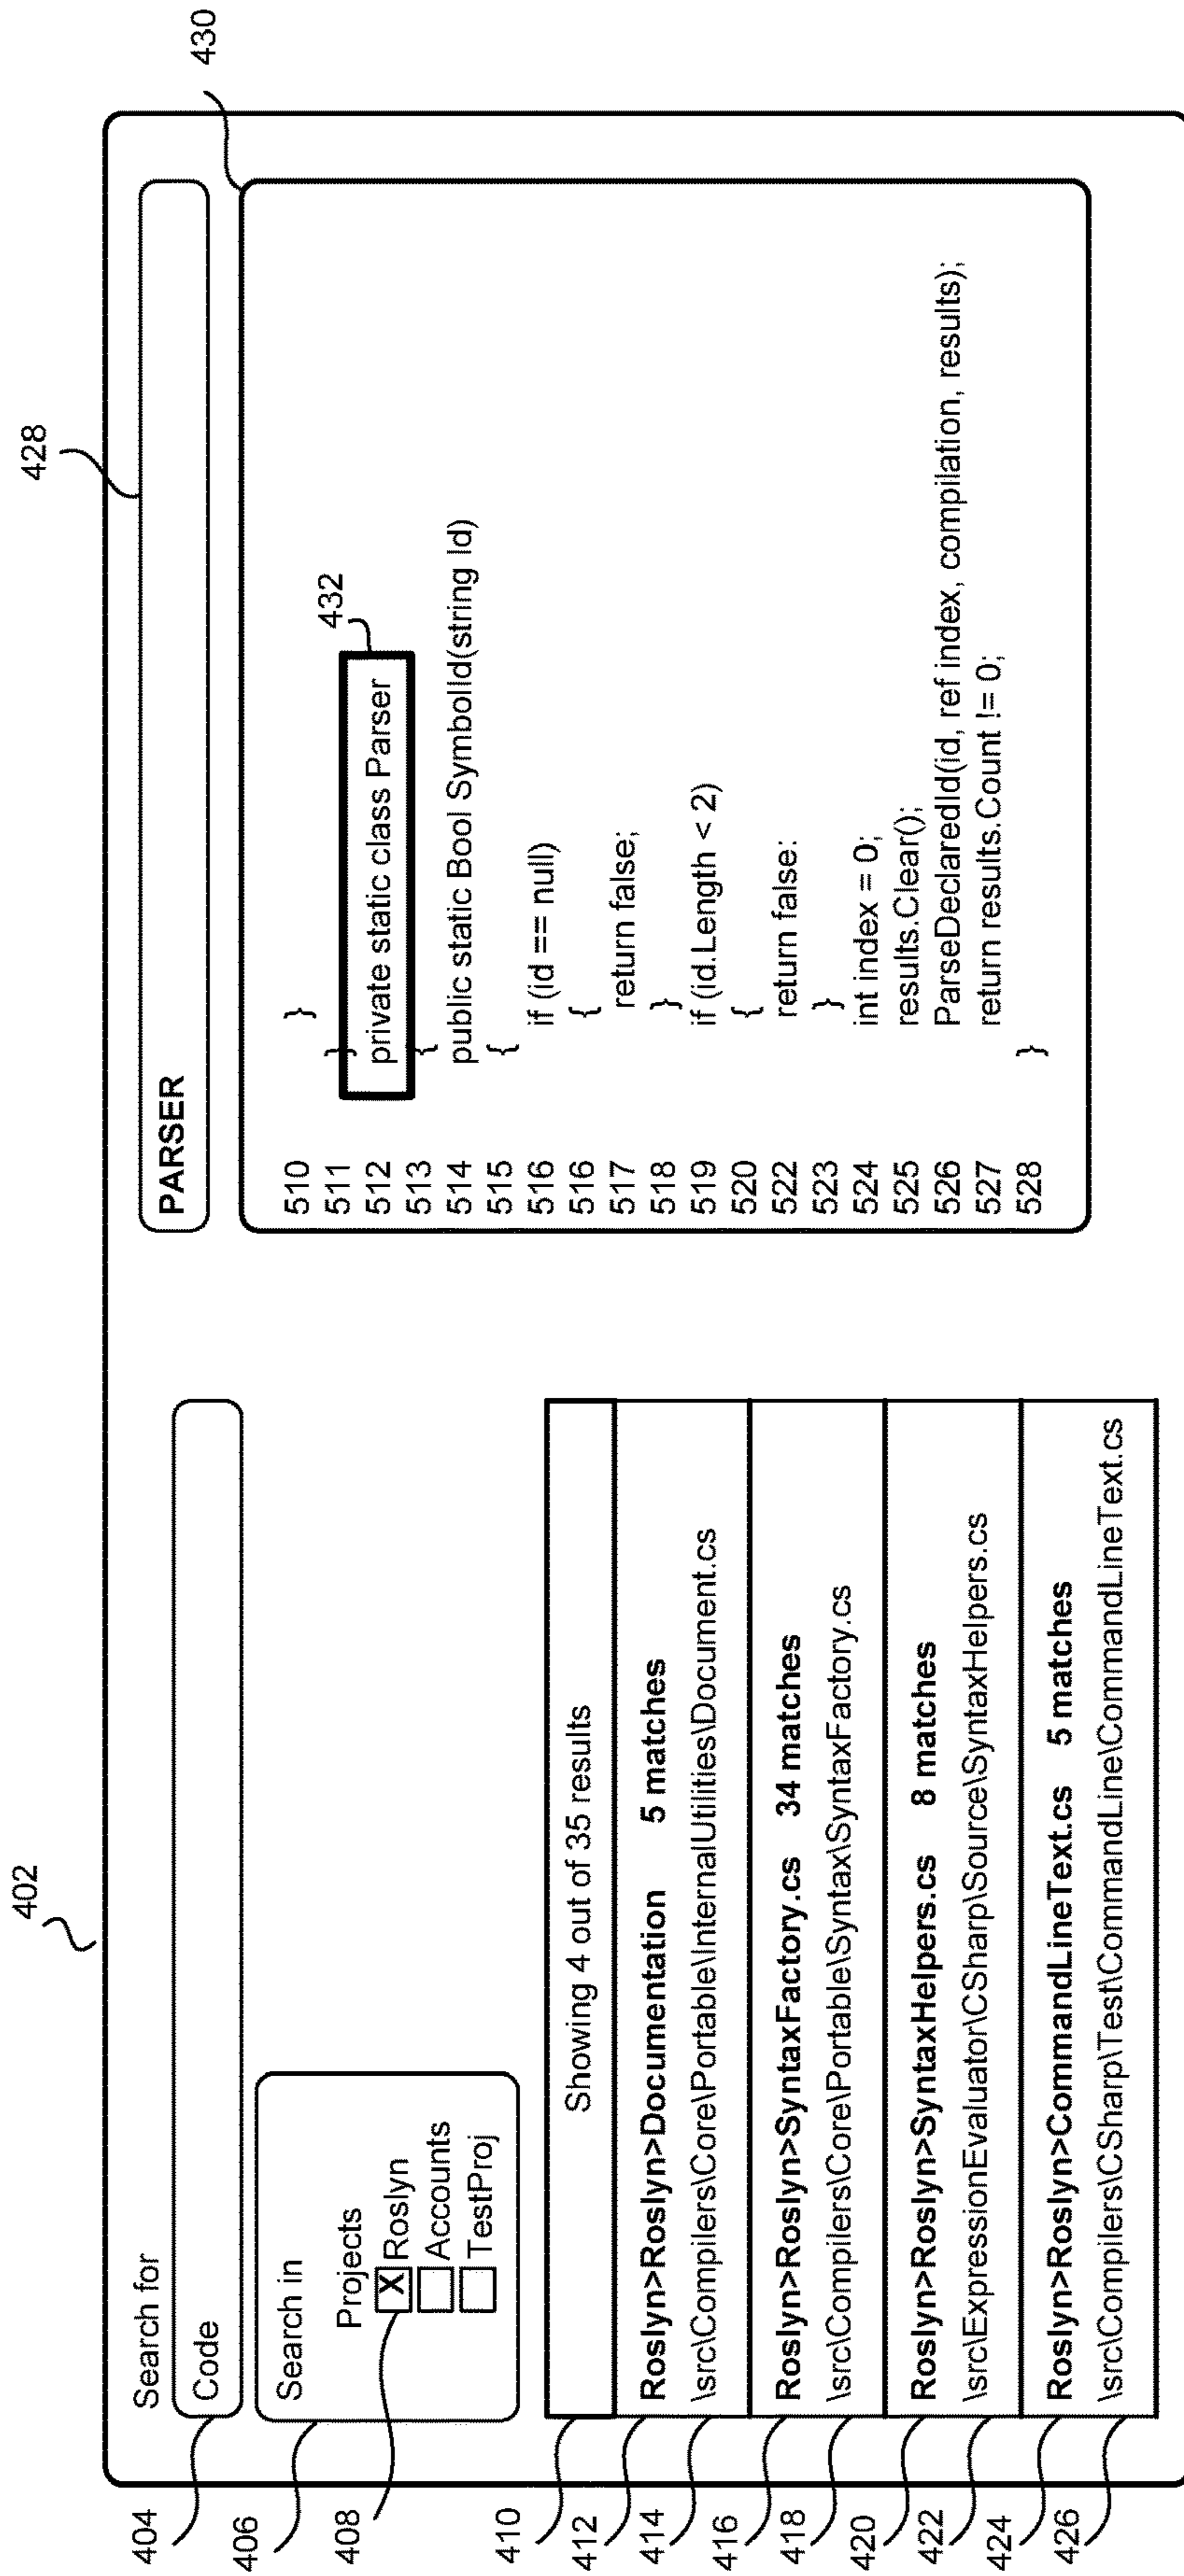 402
404
Search for
Code
406
Search in
Projects
408
X Roslyn
Accounts
TestProj
410
Showing 4 out of 35 results
412
Roslyn>Roslyn>Documentation 5 matches
414
\src\Compilers\Core\Portable\InternalUtilities\Document.cs
416
Roslyn>Roslyn>SyntaxFactory.cs 34 matches
418
\src\Compilers\Core\Portable\Syntax\SyntaxFactory.cs
420
Roslyn>Roslyn>SyntaxHelpers.cs 8 matches
422
\src\ExpressionEvaluator\CSharp\Source\SyntaxHelpers.cs
424
Roslyn>Roslyn>CommandLineText.cs 5 matches
426
\src\Compilers\CSharp\Test\CommandLine\CommandLineText.cs
428
PARSER
430
432
510 }
511 }
512 private static class Parser
513 {
514 public static Bool SymbolId(string Id)
515 {
516 if (id == null)
516 {
517 return false;
518 }
519 if (id.Length < 2)
520 {
522 return false:
523 }
524 int index = 0;
525 results.Clear();
526 ParseDeclaredId(id, ref index, compilation, results);
527 return results.Count != 0;
528 }